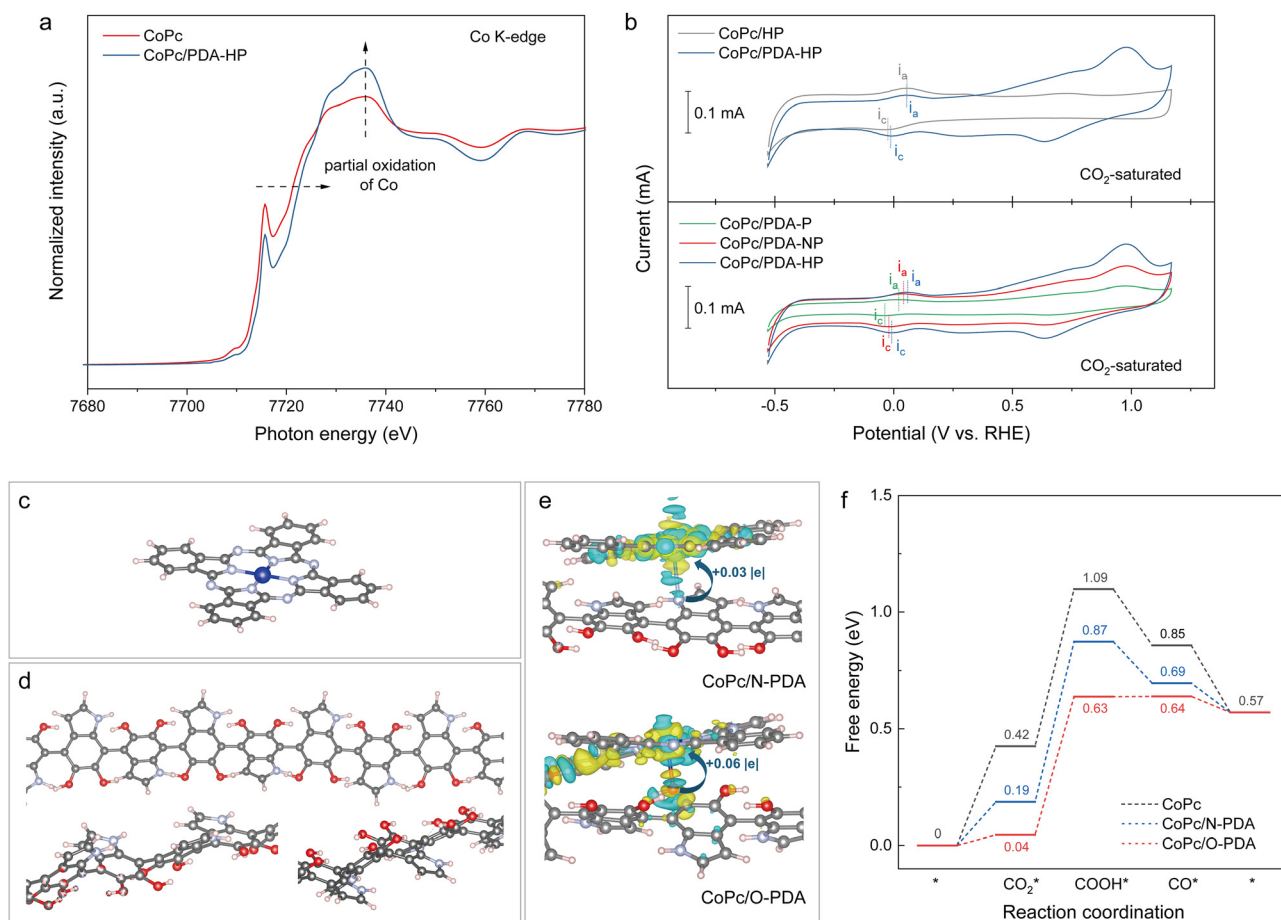 a
CoPc
CoPc/PDA-HP
Co K-edge
partial oxidation
of Co
Normalized intensity (a.u.)
7680
7700
7720
7740
7760
7780
Photon energy (eV)
b
CoPc/HP
CoPc/PDA-HP
0.1 mA
iₐ
iₐ
i꜀
i꜀
CO₂-saturated
CoPc/PDA-P
CoPc/PDA-NP
CoPc/PDA-HP
0.1 mA
iₐ
iₐ
iₐ
i꜀
i꜀
i꜀
CO₂-saturated
Current (mA)
-0.5
0.0
0.5
1.0
Potential (V vs. RHE)
c
d
e
+0.03 |e|
CoPc/N-PDA
+0.06 |e|
CoPc/O-PDA
f
Free energy (eV)
1.5
1.0
0.5
0.0
0
0.42
0.19
0.04
1.09
0.87
0.63
0.85
0.69
0.64
0.57
CoPc
CoPc/N-PDA
CoPc/O-PDA
*
CO₂*
COOH*
CO*
*
Reaction coordination